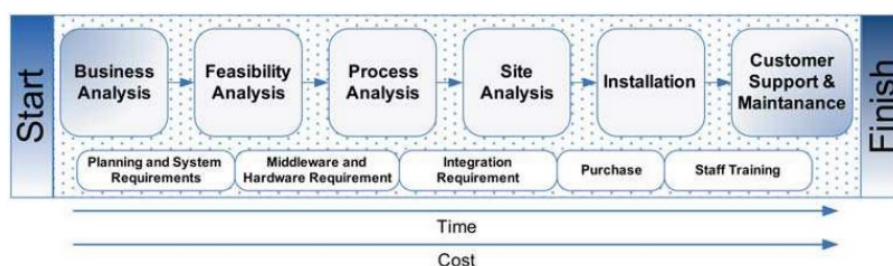 Start
Business
Analysis
Feasibility
Analysis
Process
Analysis
Site
Analysis
Installation
Customer
Support &
Maintanance
Finish
Planning and System
Requirements
Middleware and
Hardware Requirement
Integration
Requirement
Purchase
Staff Training
Time
Cost